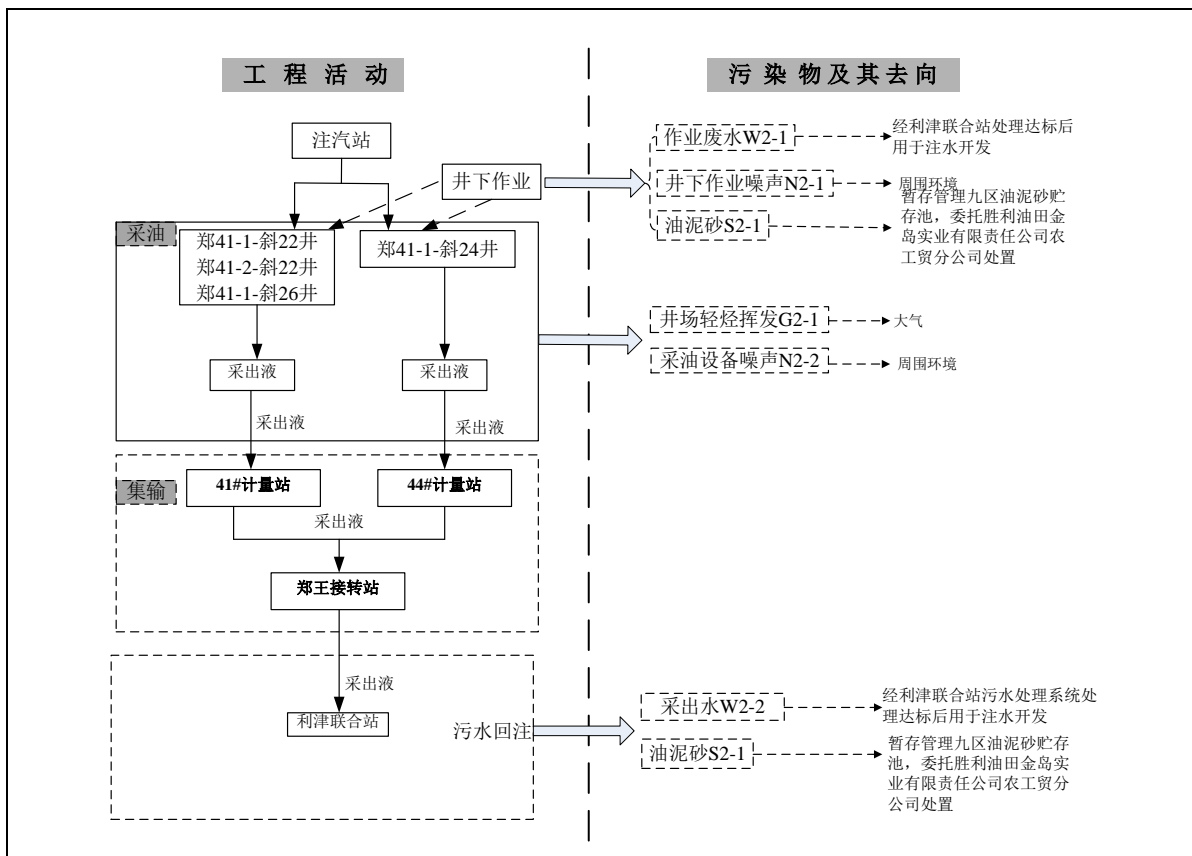 工 程 活 动
污 染 物 及 其 去 向
注汽站
井下作业
作业废水W2-1
经利津联合站处理达标后
用于注水开发
井下作业噪声N2-1
周围环境
油泥砂S2-1
暂存管理九区油泥砂贮
存池，委托胜利油田金
岛实业有限责任公司农
工贸分公司处置
采油
郑41-1-斜22井
郑41-2-斜22井
郑41-1-斜26井
郑41-1-斜24井
井场轻烃挥发G2-1
大气
采油设备噪声N2-2
周围环境
采出液
采出液
采出液
采出液
集输
41#计量站
44#计量站
采出液
郑王接转站
采出液
利津联合站
污水回注
采出水W2-2
经利津联合站污水处理系统处
理达标后用于注水开发
油泥砂S2-1
暂存管理九区油泥砂贮存
池，委托胜利油田金岛实
业有限责任公司农工贸分
公司处置